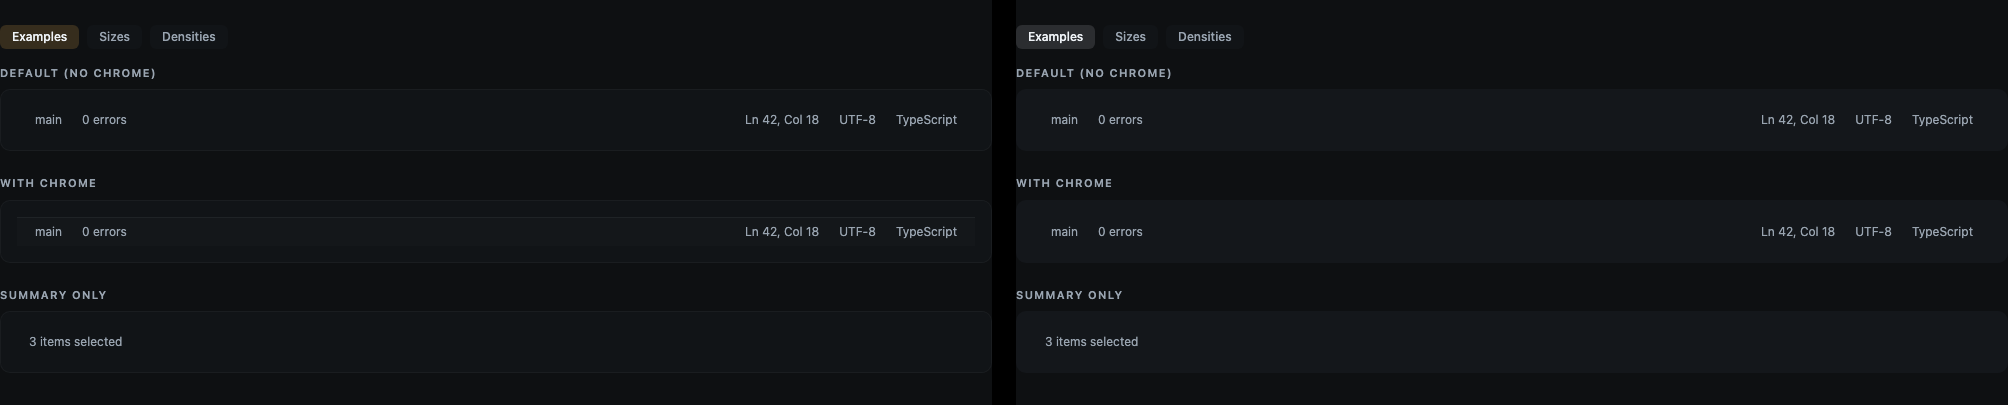 Examples Sizes Densities
DEFAULT (NO CHROME)
main 0 errors Ln 42, Col 18 UTF-8 TypeScript
WITH CHROME
main 0 errors Ln 42, Col 18 UTF-8 TypeScript
SUMMARY ONLY
3 items selected
Examples Sizes Densities
DEFAULT (NO CHROME)
main 0 errors Ln 42, Col 18 UTF-8 TypeScript
WITH CHROME
main 0 errors Ln 42, Col 18 UTF-8 TypeScript
SUMMARY ONLY
3 items selected